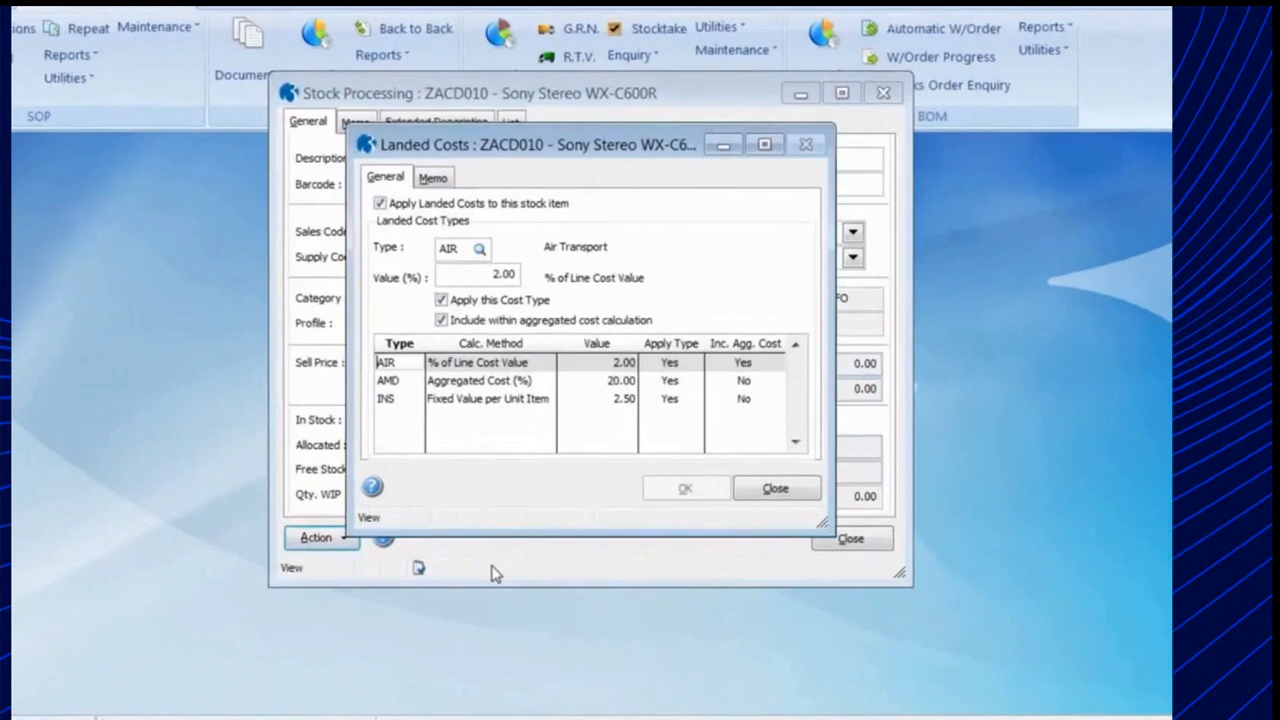 ions Repeat Maintenance Back to Back G.R.N. Stocktake Utilities Automatic W/Order Reports
Reports Reports R.T.V. Enquiry Maintenance W/Order Progress Utilities
Utilities Docum ks Order Enquiry
SOP BOM
Stock Processing : ZACD010 - Sony Stereo WX-C600R
General
Landed Costs : ZACD010 - Sony Stereo WX-C6...
General Memo
Description
Barcode :
Apply Landed Costs to this stock item
Landed Cost Types
Sales Code
Type : AIR Air Transport
Supply Co
Value (%) : 2.00 % of Line Cost Value
Category FO
Apply this Cost Type
Profile :
Include within aggregated cost calculation
Type Calc. Method Value Apply Type Inc. Agg. Cost
Sell Price : 0.00
AIR % of Line Cost Value 2.00 Yes Yes
AMD Aggregated Cost (%) 20.00 Yes No
0.00
INS Fixed Value per Unit Item 2.50 Yes No
In Stock :
Allocated :
Free Stock
Qty. WIP 0.00
OK Close
View
Action Close
View